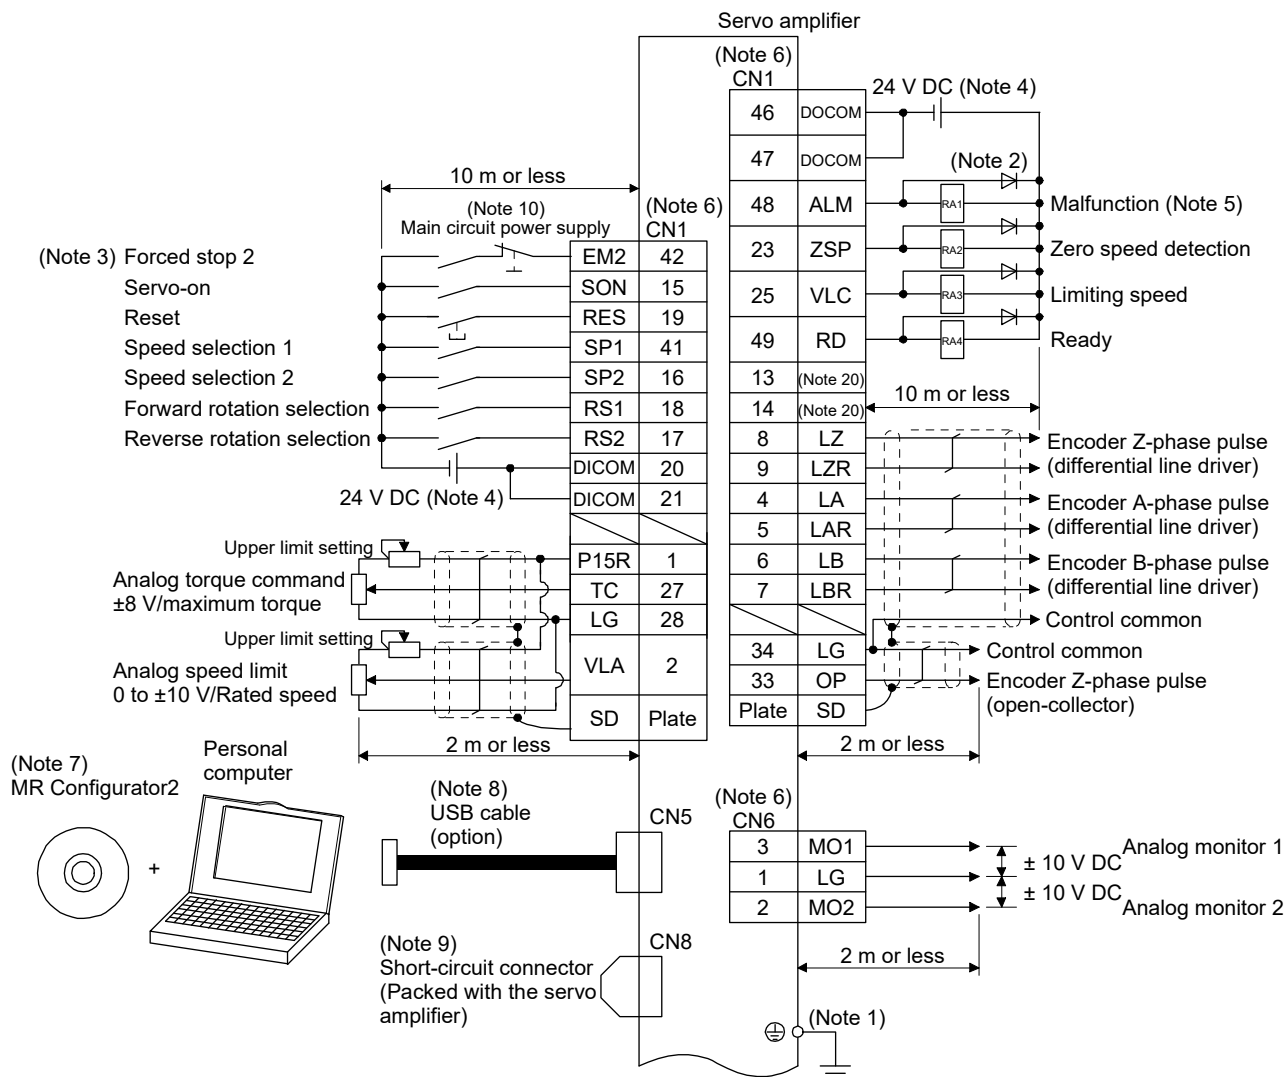 Servo amplifier
(Note 6)
CN1
24 V DC (Note 4)
46 DOCOM
47 DOCOM
(Note 2)
48 ALM RA1 Malfunction (Note 5)
23 ZSP RA2 Zero speed detection
25 VLC RA3 Limiting speed
49 RD RA4 Ready
13 (Note 20)
14 (Note 20)
10 m or less
8 LZ Encoder Z-phase pulse
9 LZR (differential line driver)
4 LA Encoder A-phase pulse
5 LAR (differential line driver)
6 LB Encoder B-phase pulse
7 LBR (differential line driver)
Control common
34 LG Control common
33 OP Encoder Z-phase pulse
(open-collector)
Plate SD
2 m or less
10 m or less
(Note 10)
Main circuit power supply
(Note 6)
CN1
(Note 3) Forced stop 2 EM2 42
Servo-on SON 15
Reset RES 19
Speed selection 1 SP1 41
Speed selection 2 SP2 16
Forward rotation selection RS1 18
Reverse rotation selection RS2 17
DICOM 20
24 V DC (Note 4) DICOM 21
Upper limit setting
P15R 1
Analog torque command
±8 V/maximum torque
TC 27
LG 28
Upper limit setting
Analog speed limit
0 to ±10 V/Rated speed
VLA 2
SD Plate
2 m or less
(Note 7)
MR Configurator2
+
Personal
computer
(Note 8)
USB cable
(option)
CN5
(Note 9)
Short-circuit connector
(Packed with the servo
amplifier)
CN8
(Note 6)
CN6
3 MO1 Analog monitor 1
± 10 V DC
1 LG
± 10 V DC
2 MO2 Analog monitor 2
2 m or less
(Note 1)